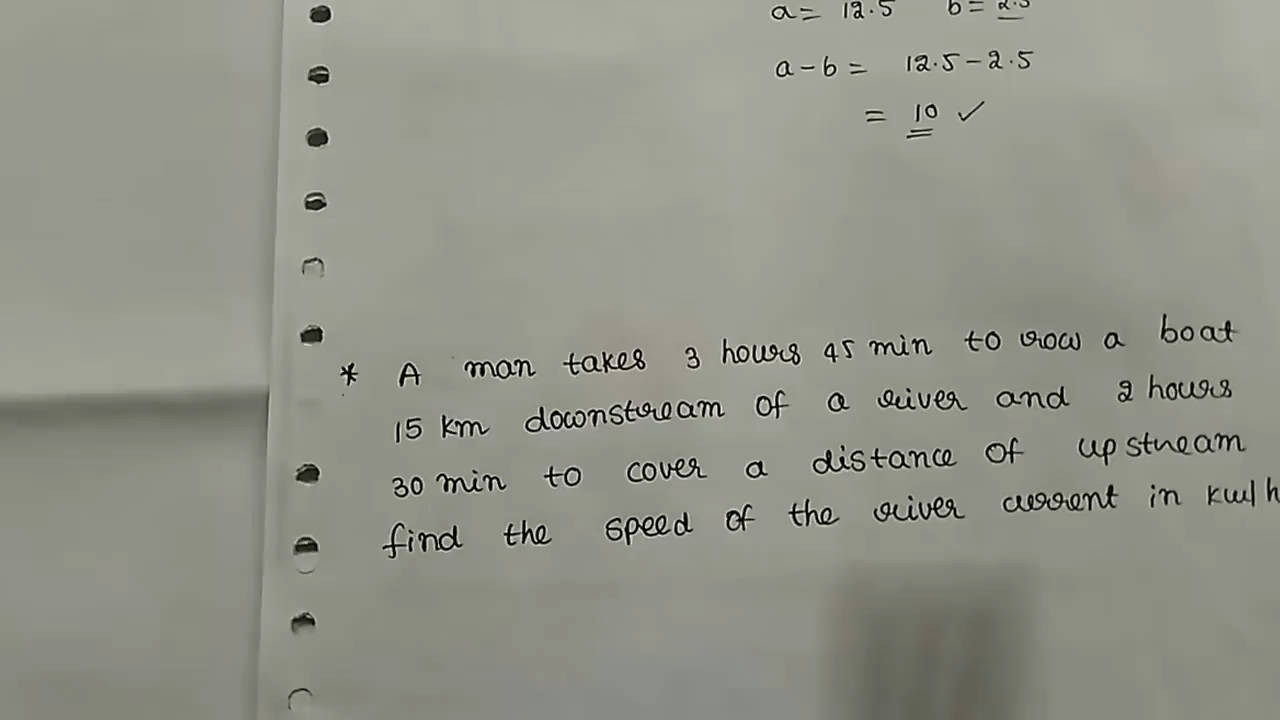 a = 12.5 b = 2.5
a - b = 12.5 - 2.5
= 10 ✓
* A man takes 3 hours 45 min to row a boat
15 km downstream of a river and 2 hours
30 min to cover a distance of upstream
find the speed of the river current in km/h